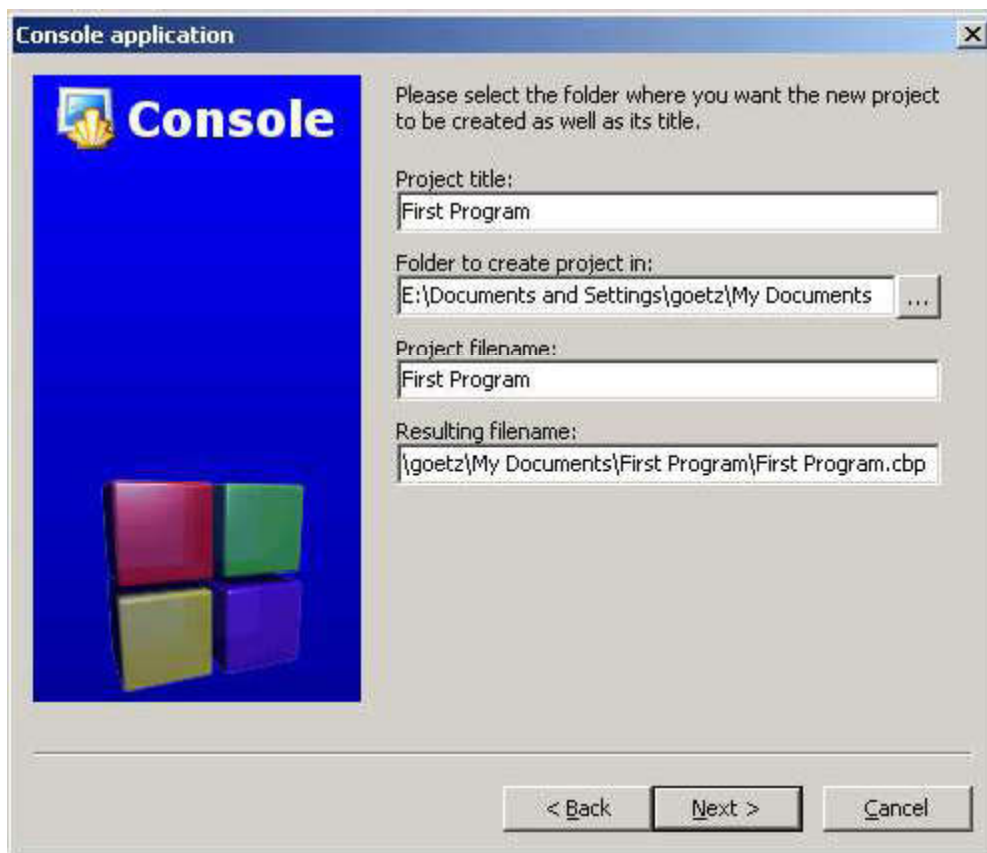 Console application
Console
Please select the folder where you want the new project
to be created as well as its title.
Project title:
First Program
Folder to create project in:
E:\Documents and Settings\goetz\My Documents
...
Project filename:
First Program
Resulting filename:
\goetz\My Documents\First Program\First Program.cbp
< Back
Next >
Cancel